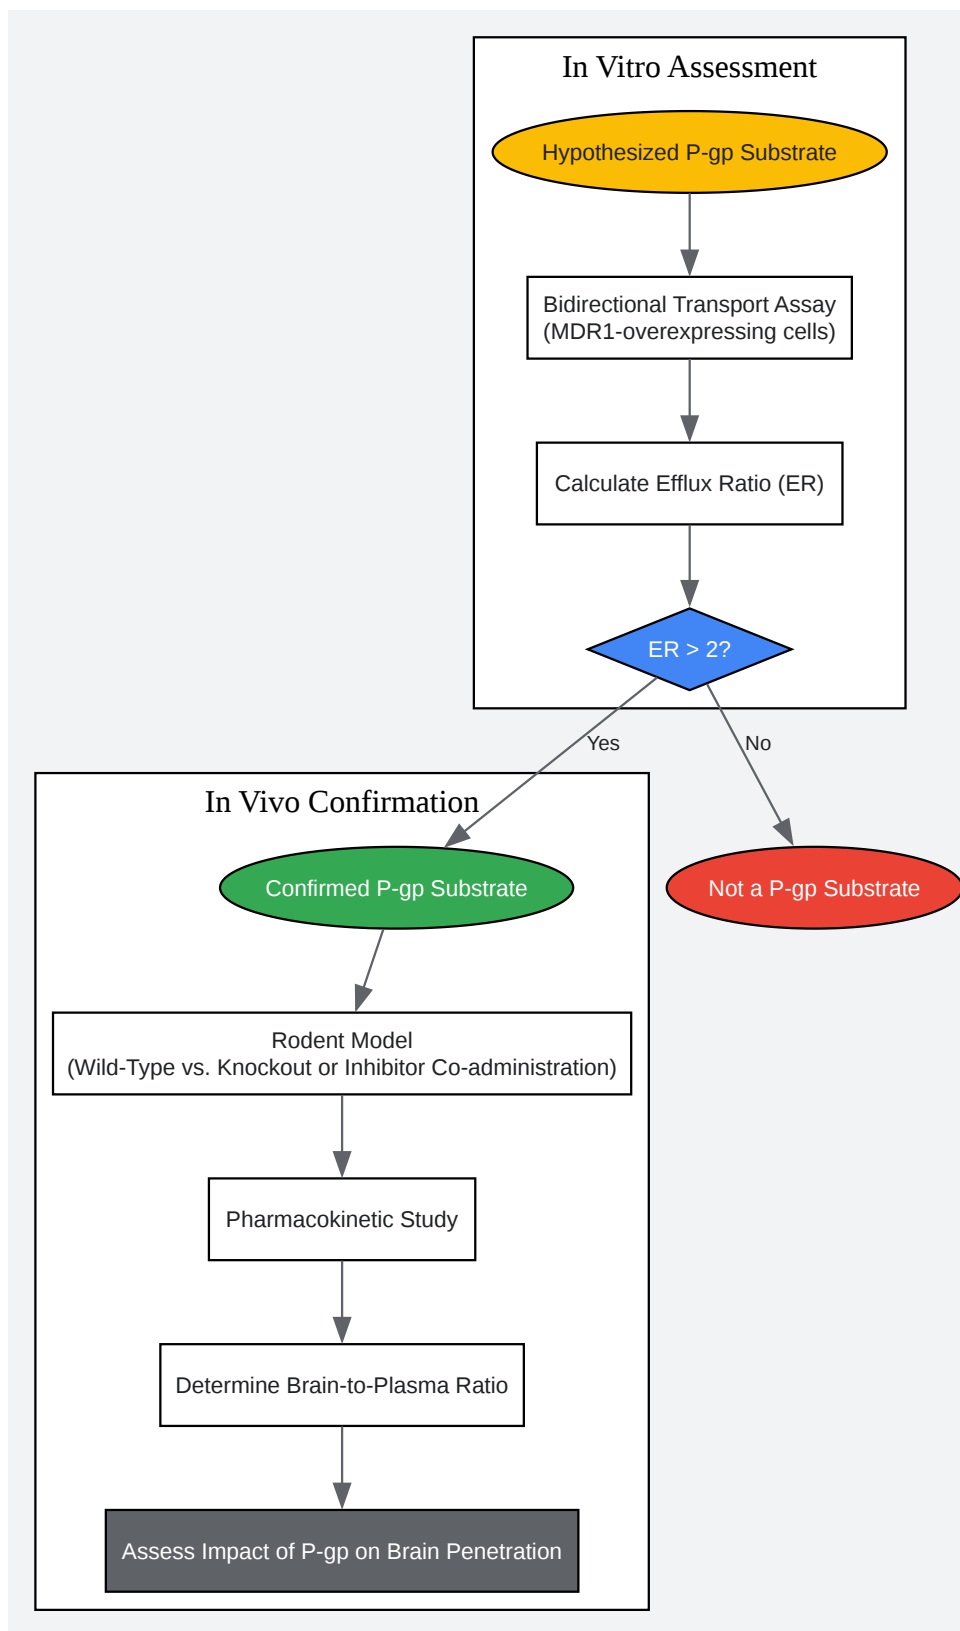 In Vitro Assessment
Hypothesized P-gp Substrate
Bidirectional Transport Assay
(MDR1-overexpressing cells)
Calculate Efflux Ratio (ER)
ER > 2?
Yes
No
In Vivo Confirmation
Confirmed P-gp Substrate
Not a P-gp Substrate
Rodent Model
(Wild-Type vs. Knockout or Inhibitor Co-administration)
Pharmacokinetic Study
Determine Brain-to-Plasma Ratio
Assess Impact of P-gp on Brain Penetration